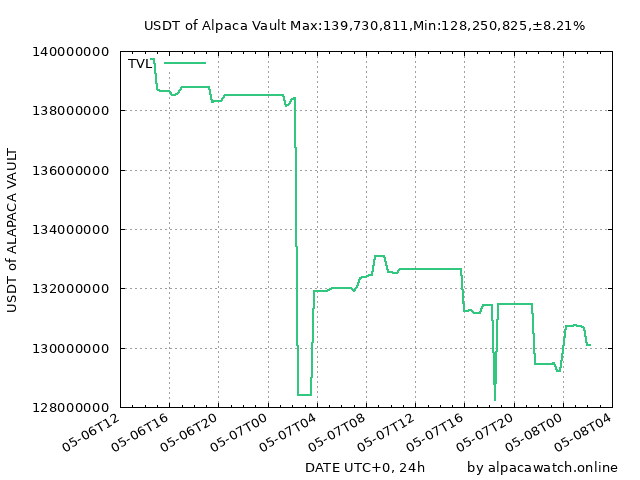 USDT of Alpaca Vault Max:139,730,811,Min:128,250,825,±8.21%
140000000
TVL
138000000
136000000
134000000
132000000
130000000
128000000
USDT of ALAPACA VAULT
05-06T12
05-06T16
05-06T20
05-07T00
05-07T04
05-07T08
05-07T12
05-07T16
05-07T20
05-08T00
05-08T04
DATE UTC+0, 24h
by alpacawatch.online